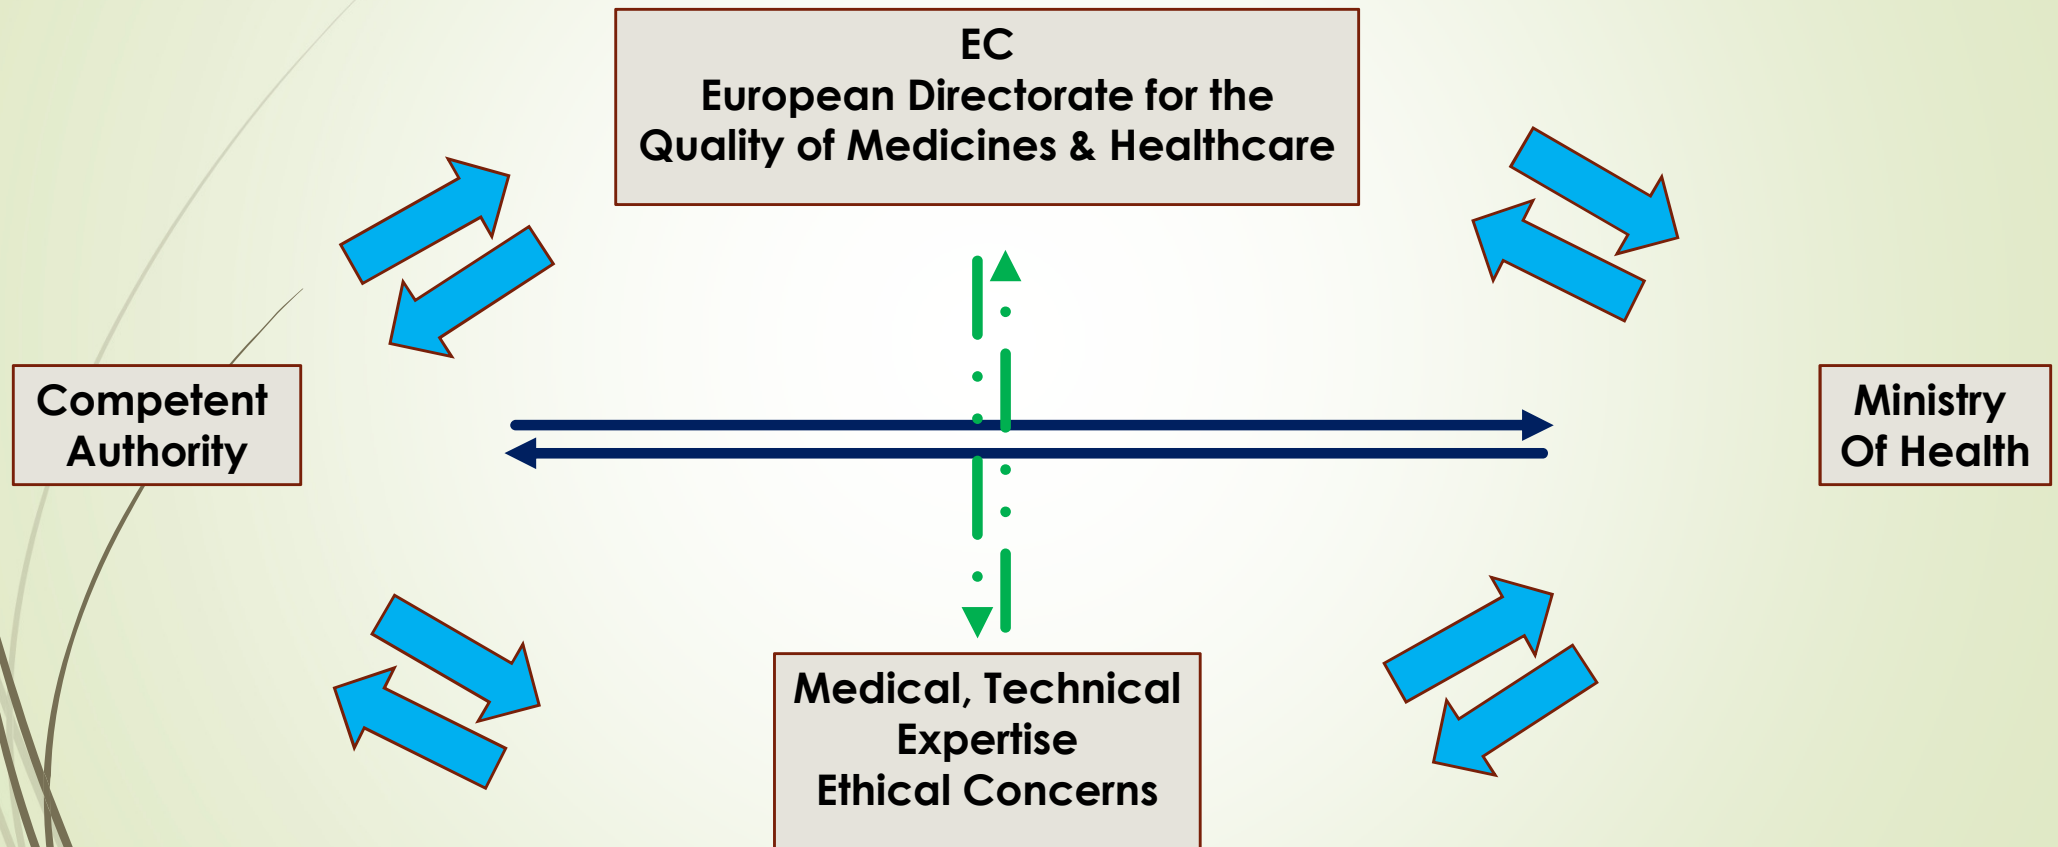 EC
European Directorate for the
Quality of Medicines & Healthcare
Competent
Authority
Ministry
Of Health
Medical, Technical
Expertise
Ethical Concerns